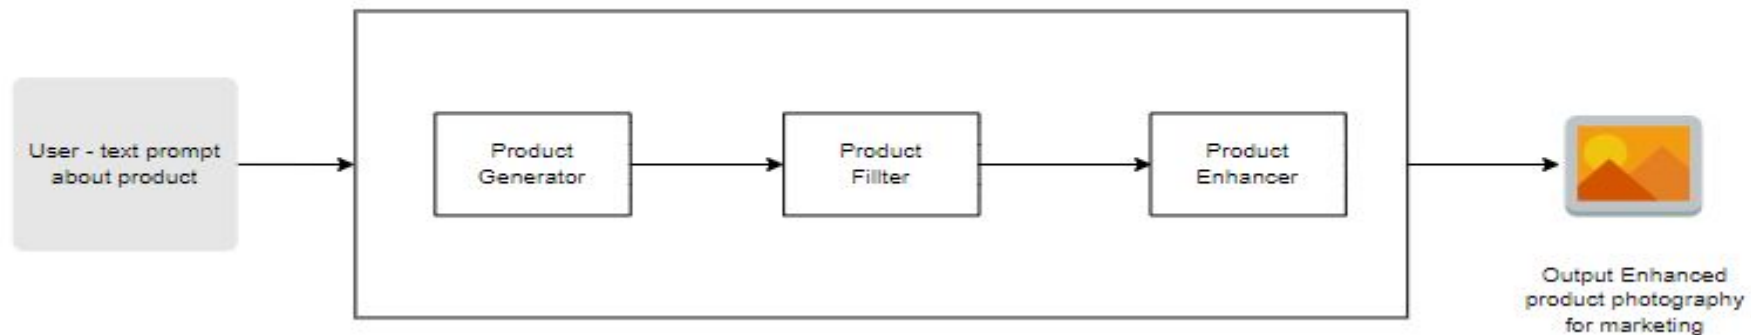 User - text prompt
about product
Product
Generator
Product
Fillter
Product
Enhancer
Output Enhanced
product photography
for marketing